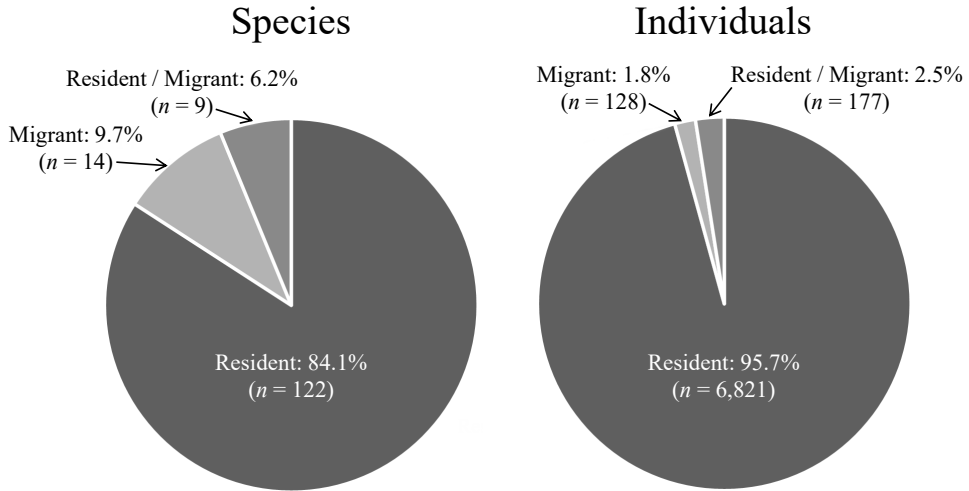 Species
Resident / Migrant: 6.2%
(n = 9)
Migrant: 9.7%
(n = 14)
Resident: 84.1%
(n = 122)
Individuals
Migrant: 1.8%
(n = 128)
Resident / Migrant: 2.5%
(n = 177)
Resident: 95.7%
(n = 6,821)